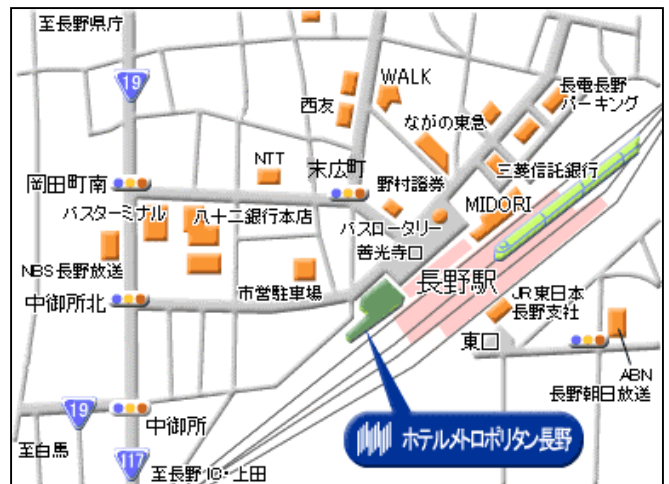 至長野県庁
19
WALK
西友
長電長野
パーキング
ながの東急
NTT
末広町
三菱信託銀行
岡田町南
野村證券
MIDORI
バスターミナル
八十二銀行本店
バスロータリー
善光寺口
NBS長野放送
市営駐車場
長野駅
中御所北
JR東日本
長野支社
東口
ABN
長野朝日放送
19
中御所
ホテルメトロポリタン長野
至白馬
117
至長野IC・上田